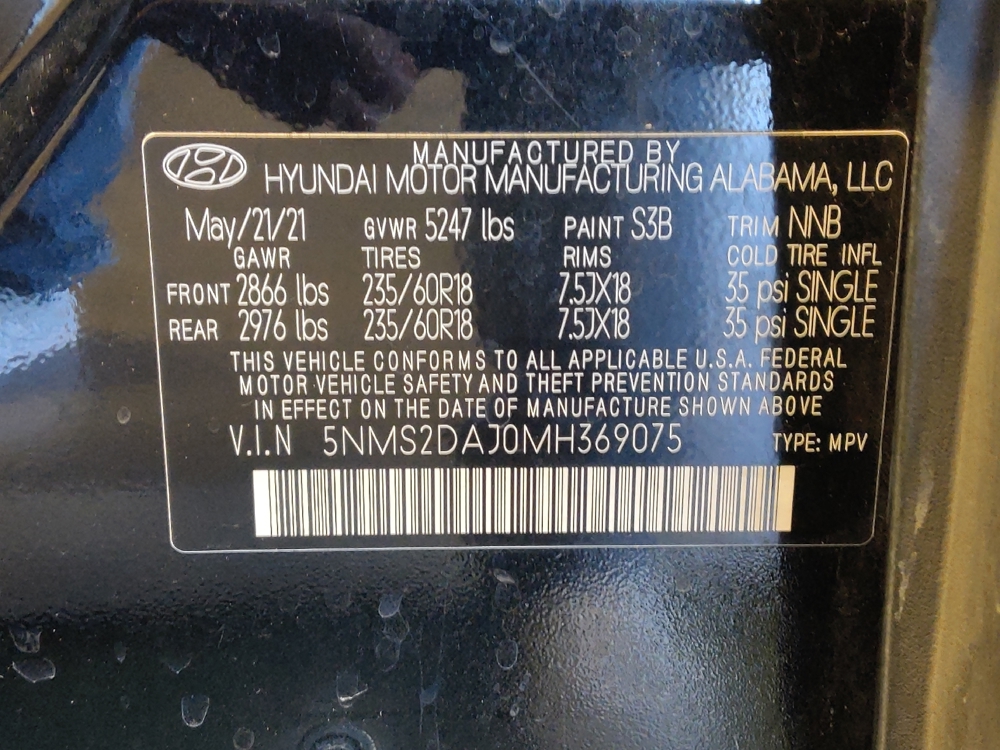 MANUFACTURED BY
HYUNDAI MOTOR MANUFACTURING ALABAMA, LLC
May/21/21 GVWR 5247 lbs PAINT S3B TRIM NNB
GAWR TIRES RIMS COLD TIRE INFL
FRONT 2866 lbs 235/60R18 7.5JX18 35 psi SINGLE
REAR 2976 lbs 235/60R18 7.5JX18 35 psi SINGLE
THIS VEHICLE CONFORMS TO ALL APPLICABLE U.S.A. FEDERAL
MOTOR VEHICLE SAFETY AND THEFT PREVENTION STANDARDS
IN EFFECT ON THE DATE OF MANUFACTURE SHOWN ABOVE
V.I.N 5NMS2DAJ0MH369075 TYPE: MPV